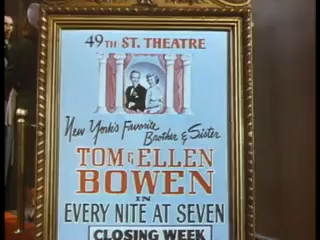 49TH ST. THEATRE
New York's Favorite
Brother & Sister
TOM & ELLEN
BOWEN
IN
EVERY NITE AT SEVEN
CLOSING WEEK